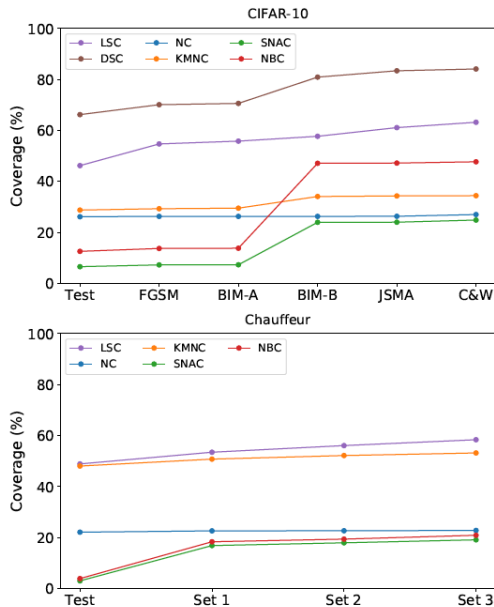 CIFAR-10
100
80
60
40
20
0
Coverage (%)
LSC NC SNAC
DSC KMNC NBC
Test FGSM BIM-A BIM-B JSMA C&W
Chauffeur
100
80
60
40
20
0
Coverage (%)
LSC KMNC NBC
NC SNAC
Test Set 1 Set 2 Set 3